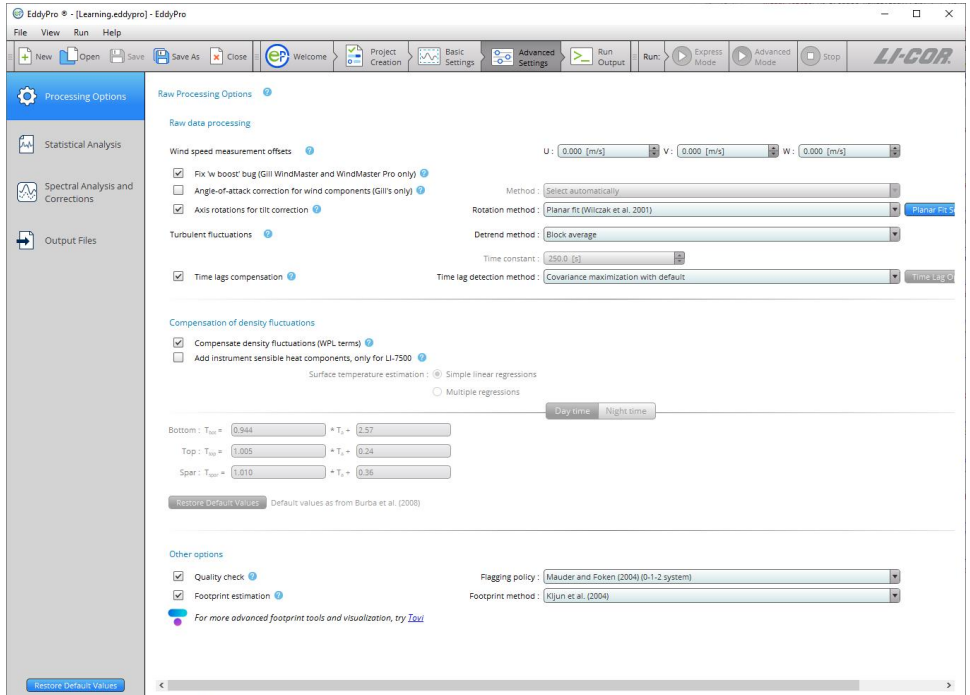 EddyPro ® - [Learning.eddypro] - EddyPro
File View Run Help
New Open Save Save As Close Welcome Project Creation Basic Settings Advanced Settings Run Output Run: Express Mode Advanced Mode Stop LI-COR.
Processing Options
Statistical Analysis
Spectral Analysis and
Corrections
Output Files
Restore Default Values
Raw Processing Options ?
Raw data processing
Wind speed measurement offsets ? U : 0.000 [m/s] V : 0.000 [m/s] W : 0.000 [m/s]
Fix 'w boost' bug (Gill WindMaster and WindMaster Pro only) ?
Angle-of-attack correction for wind components (Gill's only) ? Method : Select automatically
Axis rotations for tilt correction ? Rotation method : Planar fit (Wilczak et al. 2001) Planar Fit S
Turbulent fluctuations ? Detrend method : Block average
Time constant : 250.0 [s]
Time lags compensation ? Time lag detection method : Covariance maximization with default Time Lag O
Compensation of density fluctuations
Compensate density fluctuations (WPL terms) ?
Add instrument sensible heat components, only for LI-7500 ?
Surface temperature estimation : Simple linear regressions
Multiple regressions
Day time Night time
Bottom : = 0.944 * Tₐ + 2.57
Top : = 1.005 * Tₐ + 0.24
Spar : = 1.010 * Tₐ + 0.36
Restore Default Values Default values as from Burba et al. (2008)
Other options
Quality check ? Flagging policy : Mauder and Foken (2004) (0-1-2 system)
Footprint estimation ? Footprint method : Kljun et al. (2004)
For more advanced footprint tools and visualization, try Tovi